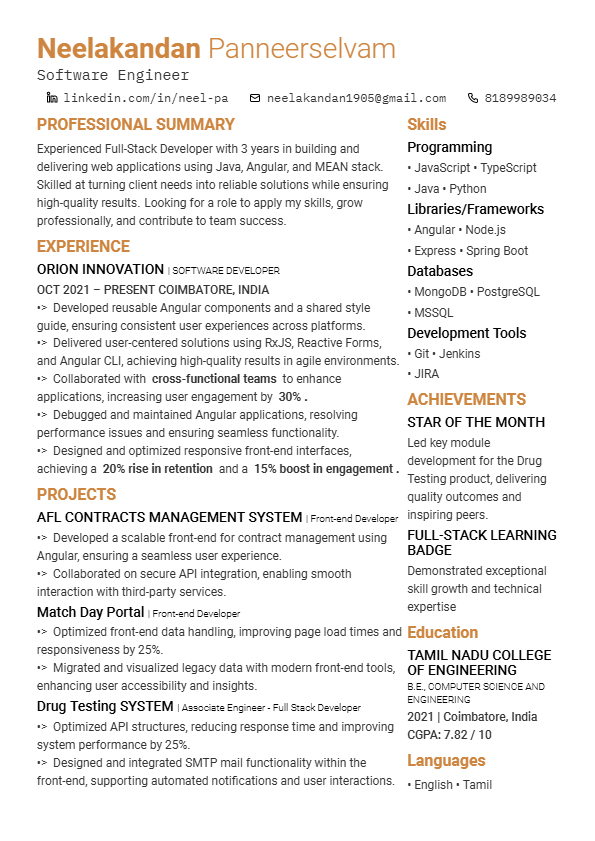 Neelakandan Panneerselvam
Software Engineer
linkedin.com/in/neel-pa neelakandan1905@gmail.com 8189989034
PROFESSIONAL SUMMARY
Experienced Full-Stack Developer with 3 years in building and
delivering web applications using Java, Angular, and MEAN stack.
Skilled at turning client needs into reliable solutions while ensuring
high-quality results. Looking for a role to apply my skills, grow
professionally, and contribute to team success.
EXPERIENCE
ORION INNOVATION | SOFTWARE DEVELOPER
OCT 2021 – PRESENT COIMBATORE, INDIA
•> Developed reusable Angular components and a shared style
guide, ensuring consistent user experiences across platforms.
•> Delivered user-centered solutions using RxJS, Reactive Forms,
and Angular CLI, achieving high-quality results in agile environments.
•> Collaborated with cross-functional teams to enhance
applications, increasing user engagement by 30% .
•> Debugged and maintained Angular applications, resolving
performance issues and ensuring seamless functionality.
•> Designed and optimized responsive front-end interfaces,
achieving a 20% rise in retention and a 15% boost in engagement .
PROJECTS
AFL CONTRACTS MANAGEMENT SYSTEM | Front-end Developer
•> Developed a scalable front-end for contract management using
Angular, ensuring a seamless user experience.
•> Collaborated on secure API integration, enabling smooth
interaction with third-party services.
Match Day Portal | Front-end Developer
•> Optimized front-end data handling, improving page load times and
responsiveness by 25%.
•> Migrated and visualized legacy data with modern front-end tools,
enhancing user accessibility and insights.
Drug Testing SYSTEM | Associate Engineer - Full Stack Developer
•> Optimized API structures, reducing response time and improving
system performance by 25%.
•> Designed and integrated SMTP mail functionality within the
front-end, supporting automated notifications and user interactions.
Skills
Programming
• JavaScript • TypeScript
• Java • Python
Libraries/Frameworks
• Angular • Node.js
• Express • Spring Boot
Databases
• MongoDB • PostgreSQL
• MSSQL
Development Tools
• Git • Jenkins
• JIRA
ACHIEVEMENTS
STAR OF THE MONTH
Led key module
development for the Drug
Testing product, delivering
quality outcomes and
inspiring peers.
FULL-STACK LEARNING
BADGE
Demonstrated exceptional
skill growth and technical
expertise
Education
TAMIL NADU COLLEGE
OF ENGINEERING
B.E., COMPUTER SCIENCE AND
ENGINEERING
2021 | Coimbatore, India
CGPA: 7.82 / 10
Languages
• English • Tamil